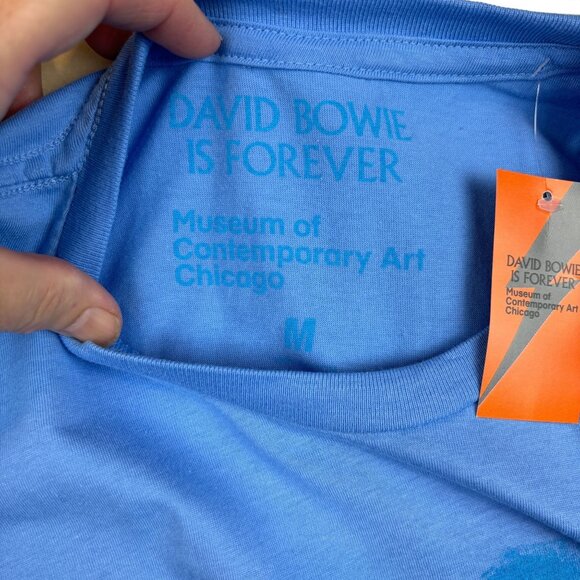 DAVID BOWIE
IS FOREVER
Museum of
Contemporary Art
Chicago
M
DAVID BOWIE
IS FOREVER
Museum of
Contemporary Art
Chicago